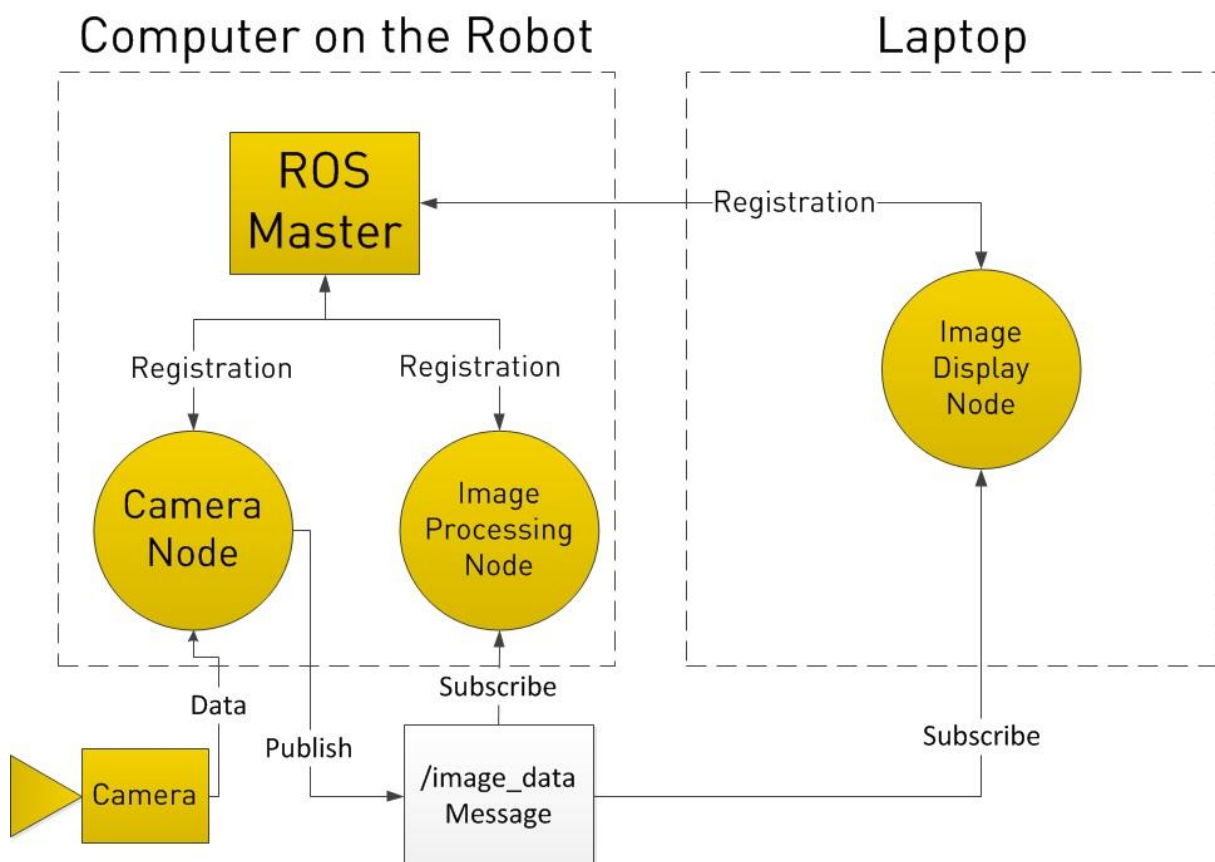 Computer on the Robot
Laptop
ROS
Master
Registration
Registration
Registration
Image
Display
Node
Camera
Node
Image
Processing
Node
Data
Publish
Subscribe
Subscribe
Camera
/image_data
Message